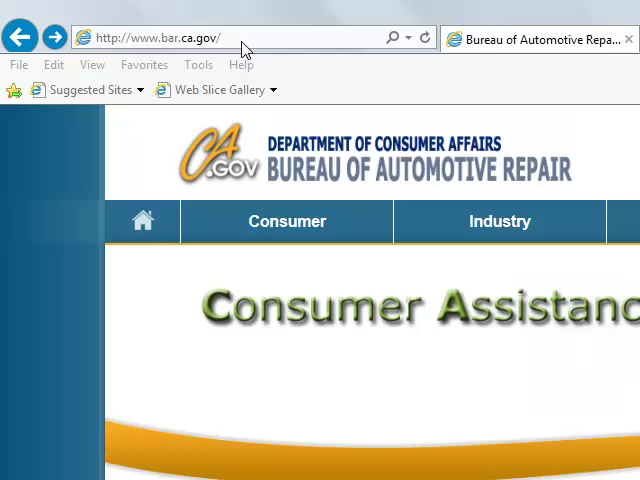 http://www.bar.ca.gov/
Bureau of Automotive Repa...
File Edit View Favorites Tools Help
Suggested Sites Web Slice Gallery
CA.GOV
DEPARTMENT OF CONSUMER AFFAIRS
BUREAU OF AUTOMOTIVE REPAIR
Consumer Industry
Consumer Assistanc